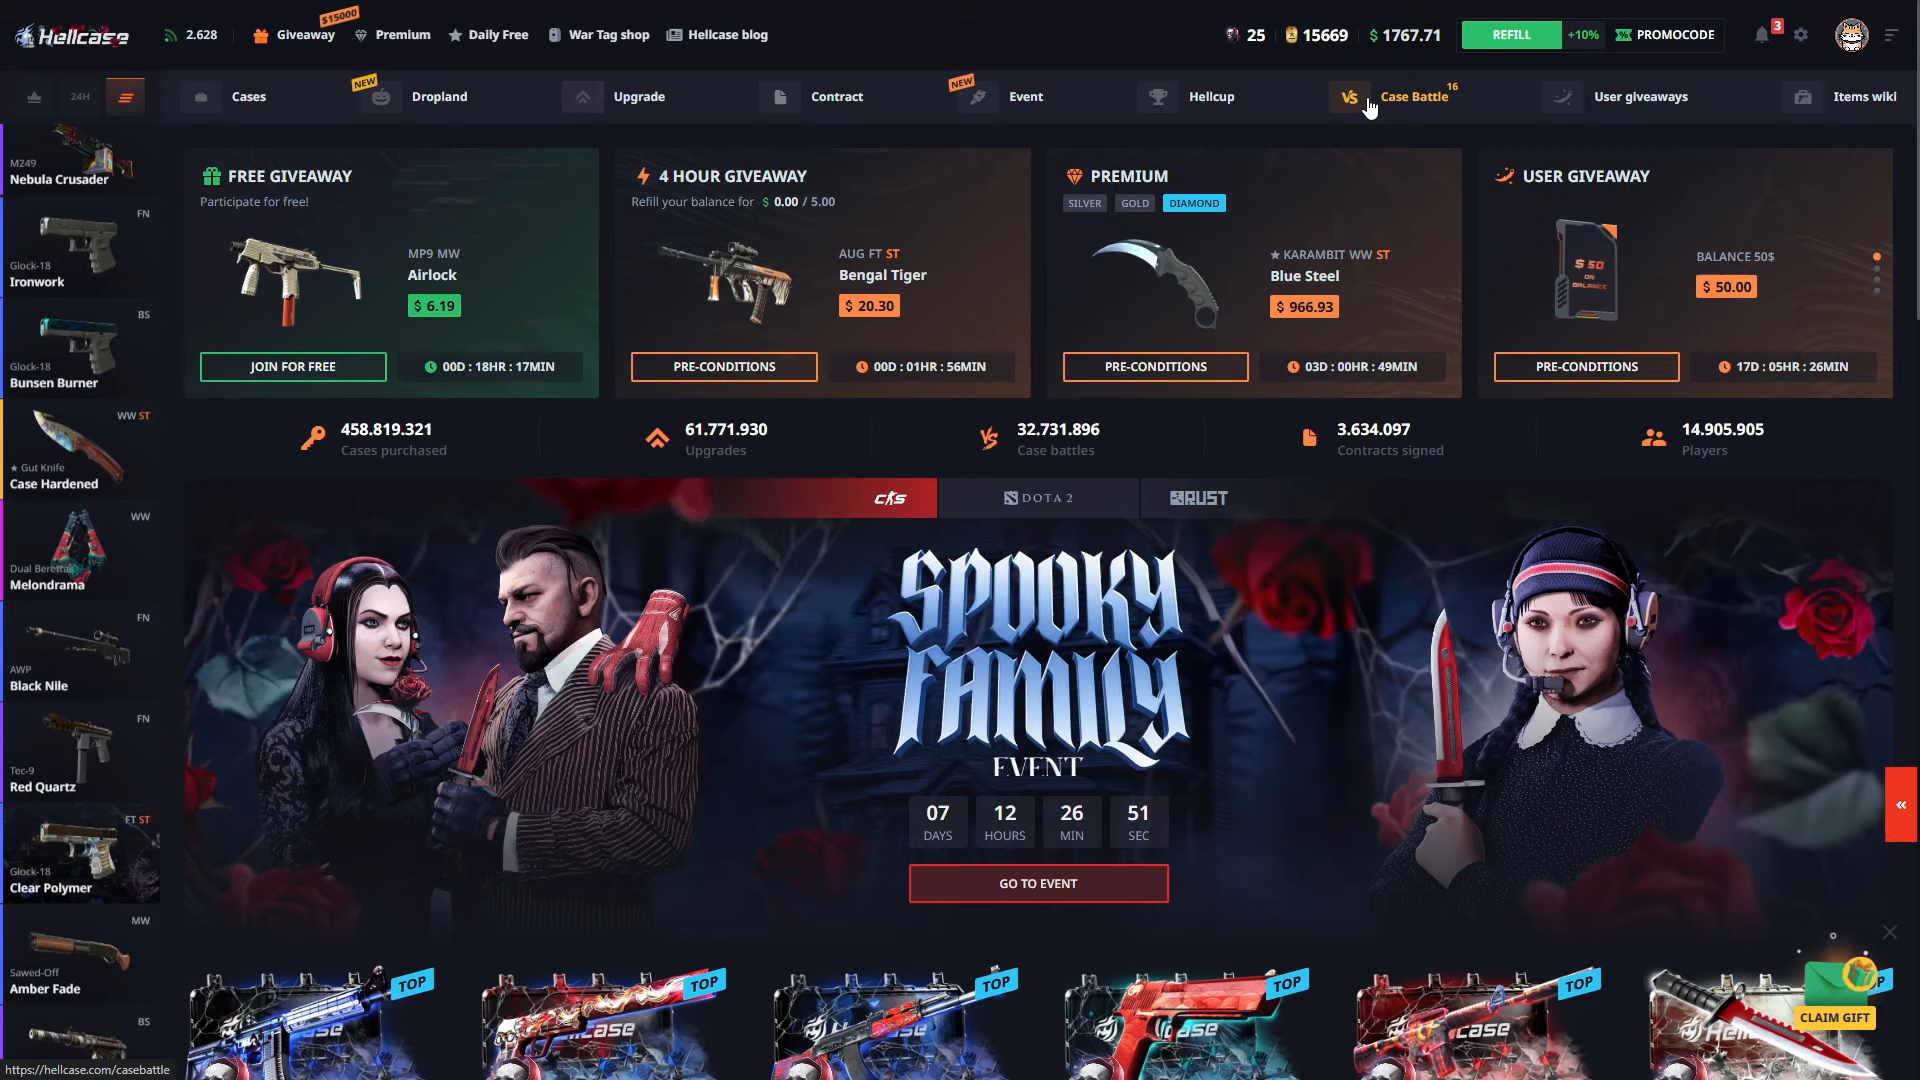 Hellcase
2.628
$15000
Giveaway
Premium
Daily Free
War Tag shop
Hellcase blog
25
15669
$ 1767.71
REFILL
+10%
PROMOCODE
3
24H
Cases
NEW
Dropland
Upgrade
Contract
NEW
Event
Hellcup
VS
Case Battle
16
User giveaways
Items wiki
M249
Nebula Crusader
FN
Glock-18
Ironwork
BS
Glock-18
Bunsen Burner
WW ST
★ Gut Knife
Case Hardened
WW
Dual Berettas
Melondrama
FN
AWP
Black Nile
FN
Tec-9
Red Quartz
FT ST
Glock-18
Clear Polymer
MW
Sawed-Off
Amber Fade
BS
FREE GIVEAWAY
Participate for free!
MP9 MW
Airlock
$ 6.19
JOIN FOR FREE
00D : 18HR : 17MIN
4 HOUR GIVEAWAY
Refill your balance for $ 0.00 / 5.00
AUG FT ST
Bengal Tiger
$ 20.30
PRE-CONDITIONS
00D : 01HR : 56MIN
PREMIUM
SILVER
GOLD
DIAMOND
★ KARAMBIT WW ST
Blue Steel
$ 966.93
PRE-CONDITIONS
03D : 00HR : 49MIN
USER GIVEAWAY
$ 50
ON
BALANCE
BALANCE 50$
$ 50.00
PRE-CONDITIONS
17D : 05HR : 26MIN
458.819.321
Cases purchased
61.771.930
Upgrades
VS
32.731.896
Case battles
3.634.097
Contracts signed
14.905.905
Players
CS
DOTA 2
RUST
SPOOKY
FAMILY
EVENT
07
DAYS
12
HOURS
26
MIN
51
SEC
GO TO EVENT
«
TOP
TOP
TOP
TOP
TOP
CLAIM GIFT
https://hellcase.com/casebattle